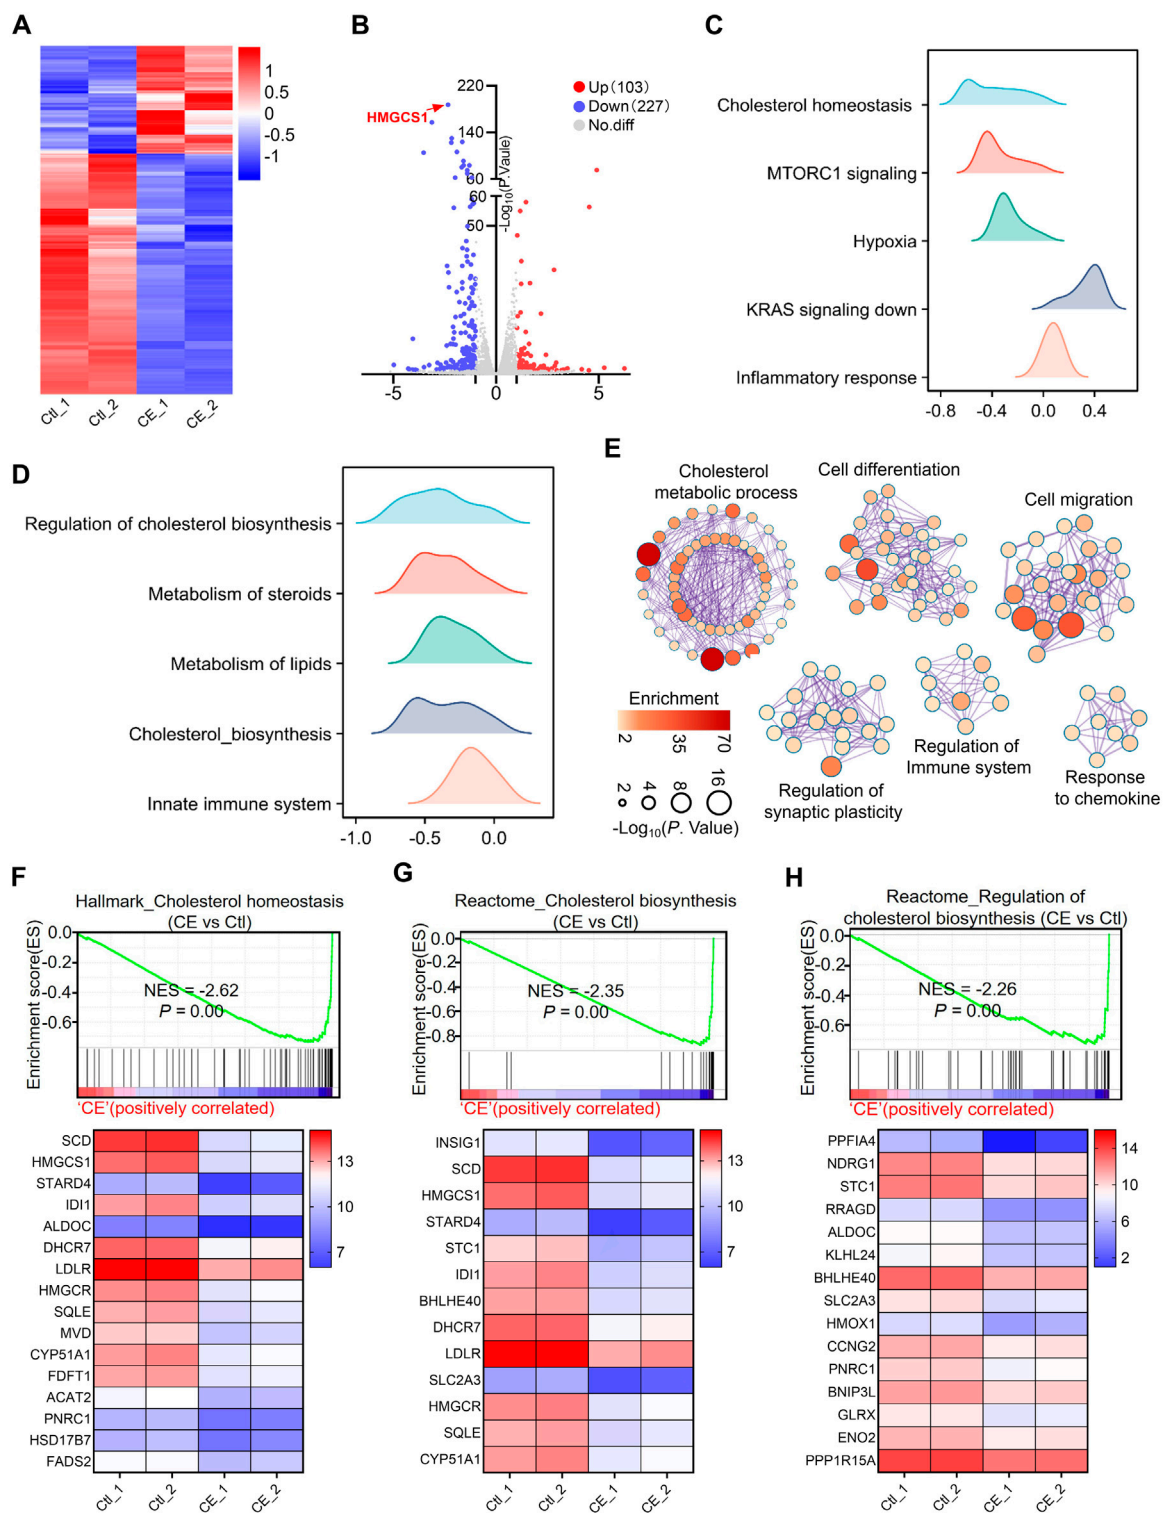 A
1
0.5
0
-0.5
-1
Ctl_1
Ctl_2
CE_1
CE_2
B
HMGCS1
220
140
60
60
50
-Log10(P.Vaule)
Up(103)
Down(227)
No.diff
-5
0
5
C
Cholesterol homeostasis
MTORC1 signaling
Hypoxia
KRAS signaling down
Inflammatory response
-0.8
-0.4
0.0
0.4
D
Regulation of cholesterol biosynthesis
Metabolism of steroids
Metabolism of lipids
Cholesterol_biosynthesis
Innate immune system
-1.0
-0.5
0.0
E
Cholesterol
metabolic process
Cell differentiation
Cell migration
Enrichment
2
35
70
2
4
8
16
-Log10(P. Value)
Regulation of
synaptic plasticity
Regulation of
Immune system
Response
to chemokine
F
Hallmark_Cholesterol homeostasis
(CE vs Ctl)
Enrichment score(ES)
0.0
-0.2
-0.4
-0.6
NES = -2.62
P = 0.00
‘CE’(positively correlated)
SCD
HMGCS1
STARD4
IDI1
ALDOC
DHCR7
LDLR
HMGCR
SQLE
MVD
CYP51A1
FDFT1
ACAT2
PNRC1
HSD17B7
FADS2
13
10
7
Ctl_1
Ctl_2
CE_1
CE_2
G
Reactome_Cholesterol biosynthesis
(CE vs Ctl)
Enrichment score(ES)
0.0
-0.2
-0.4
-0.6
-0.8
NES = -2.35
P = 0.00
‘CE’(positively correlated)
INSIG1
SCD
HMGCS1
STARD4
STC1
IDI1
BHLHE40
DHCR7
LDLR
SLC2A3
HMGCR
SQLE
CYP51A1
13
10
7
Ctl_1
Ctl_2
CE_1
CE_2
H
Reactome_Regulation of
cholesterol biosynthesis (CE vs Ctl)
Enrichment score(ES)
0.0
-0.2
-0.4
-0.6
NES = -2.26
P = 0.00
‘CE’(positively correlated)
PPFIA4
NDRG1
STC1
RRAGD
ALDOC
KLHL24
BHLHE40
SLC2A3
HMOX1
CCNG2
PNRC1
BNIP3L
GLRX
ENO2
PPP1R15A
14
10
6
2
Ctl_1
Ctl_2
CE_1
CE_2